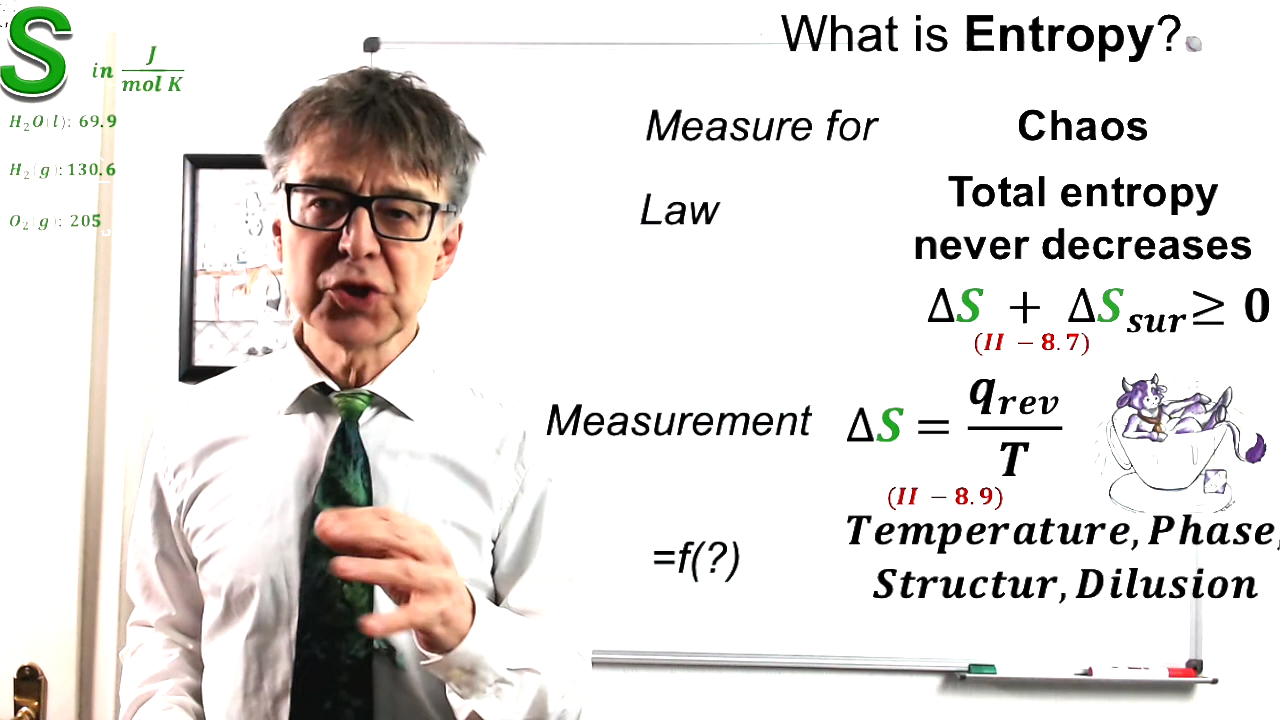 S in J/mol K
H₂O(l): 69.9
H₂(g): 130.6
O₂(g): 205
What is Entropy?
Measure for Chaos
Law Total entropy
never decreases
ΔS + ΔS_sur ≥ 0
(II – 8.7)
Measurement ΔS = q_rev/T
(II – 8.9)
=f(?) Temperature, Phase,
Structur, Dilusion